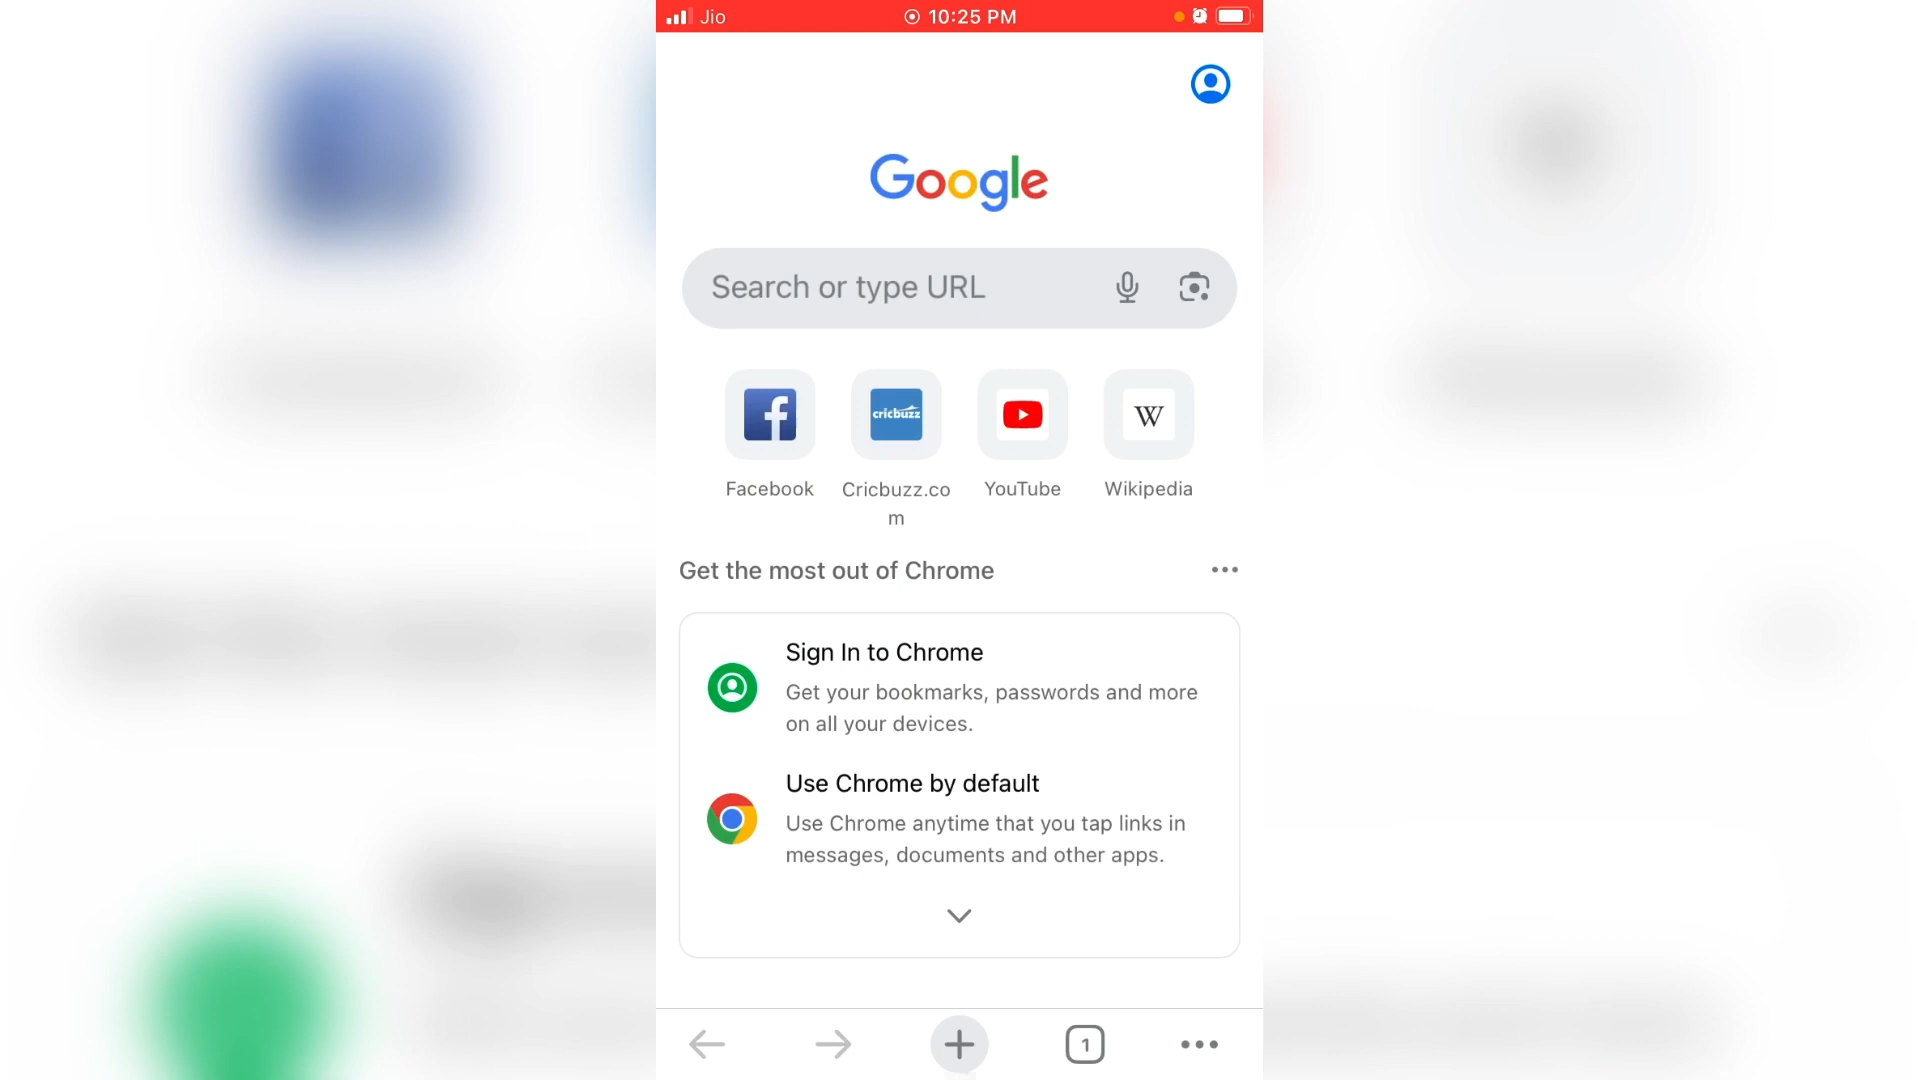 Jio 10:25 PM
Google
Search or type URL
f cricbuzz W
Facebook Cricbuzz.co YouTube Wikipedia
m
Get the most out of Chrome
Sign In to Chrome
Get your bookmarks, passwords and more
on all your devices.
Use Chrome by default
Use Chrome anytime that you tap links in
messages, documents and other apps.
1